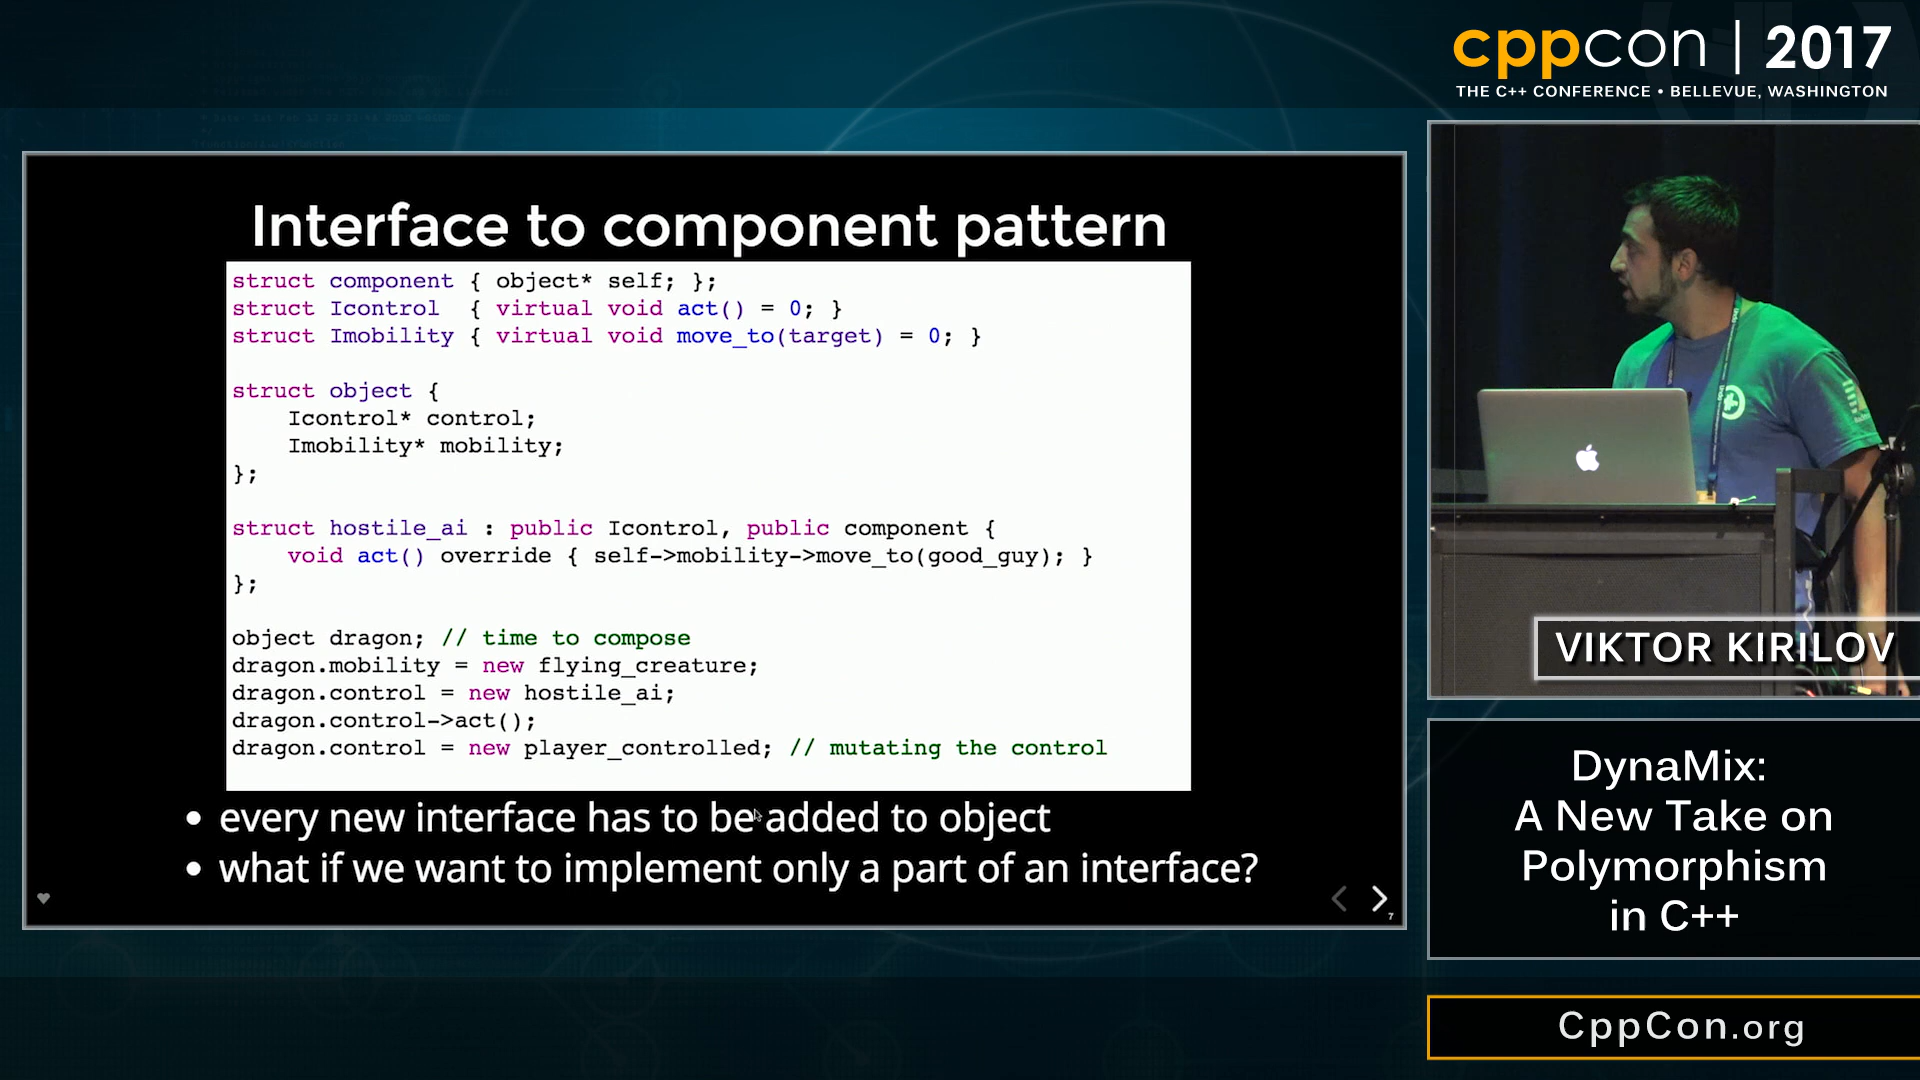 cppcon | 2017
THE C++ CONFERENCE • BELLEVUE, WASHINGTON
Interface to component pattern
struct component { object* self; };
struct Icontrol  { virtual void act() = 0; }
struct Imobility { virtual void move_to(target) = 0; }
struct object {
    Icontrol* control;
    Imobility* mobility;
};
struct hostile_ai : public Icontrol, public component {
    void act() override { self->mobility->move_to(good_guy); }
};
object dragon; // time to compose
dragon.mobility = new flying_creature;
dragon.control = new hostile_ai;
dragon.control->act();
dragon.control = new player_controlled; // mutating the control
• every new interface has to be added to object
• what if we want to implement only a part of an interface?
7
VIKTOR KIRILOV
DynaMix:
A New Take on
Polymorphism
in C++
CppCon.org